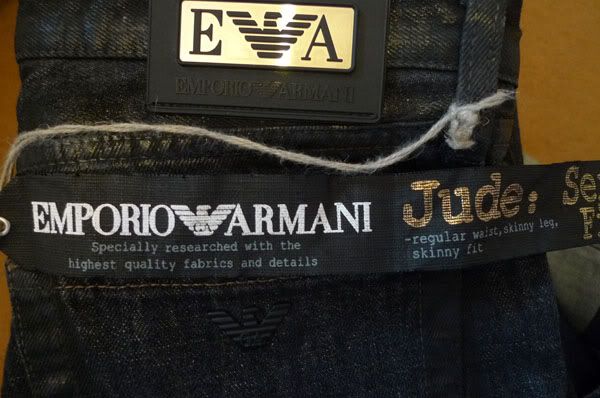 E A
EMPORIO ARMANI
EMPORIO ARMANI
Specially researched with the
highest quality fabrics and details
Jude:
-regular waist,skinny leg,
skinny fit